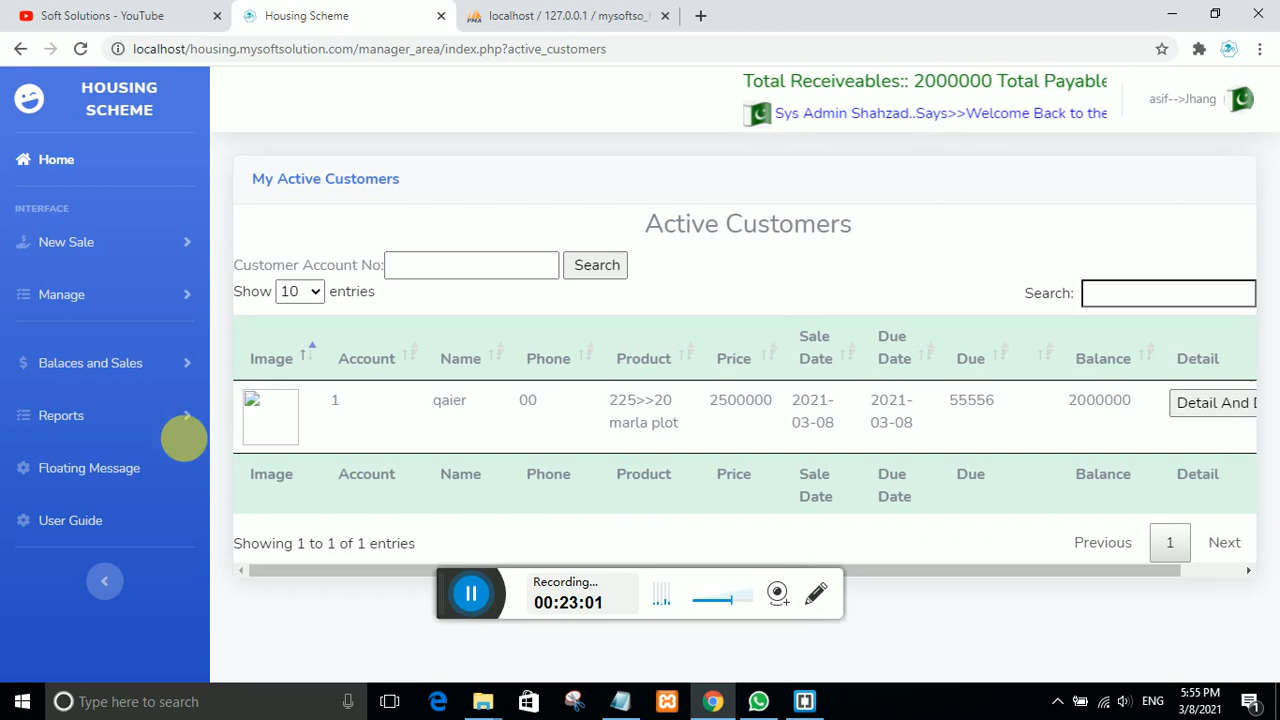 Soft Solutions - YouTube
Housing Scheme
localhost / 127.0.0.1 / mysoftso_
localhost/housing.mysoftsolution.com/manager_area/index.php?active_customers
HOUSING
SCHEME
Total Receiveables:: 2000000 Total Payable
Sys Admin Shahzad..Says>>Welcome Back to the
asif-->Jhang
Home
INTERFACE
New Sale
Manage
Balaces and Sales
Reports
Floating Message
User Guide
My Active Customers
Active Customers
Customer Account No:
Search
Show 10 entries
Search:
Image Account Name Phone Product Price Sale Date Due Date Due Balance Detail
1 qaier 00 225>>20 marla plot 2500000 2021-03-08 2021-03-08 55556 2000000 Detail And D
Image Account Name Phone Product Price Sale Date Due Date Due Balance Detail
Showing 1 to 1 of 1 entries
Previous 1 Next
Recording...
00:23:01
Type here to search
ENG
5:55 PM
3/8/2021
1